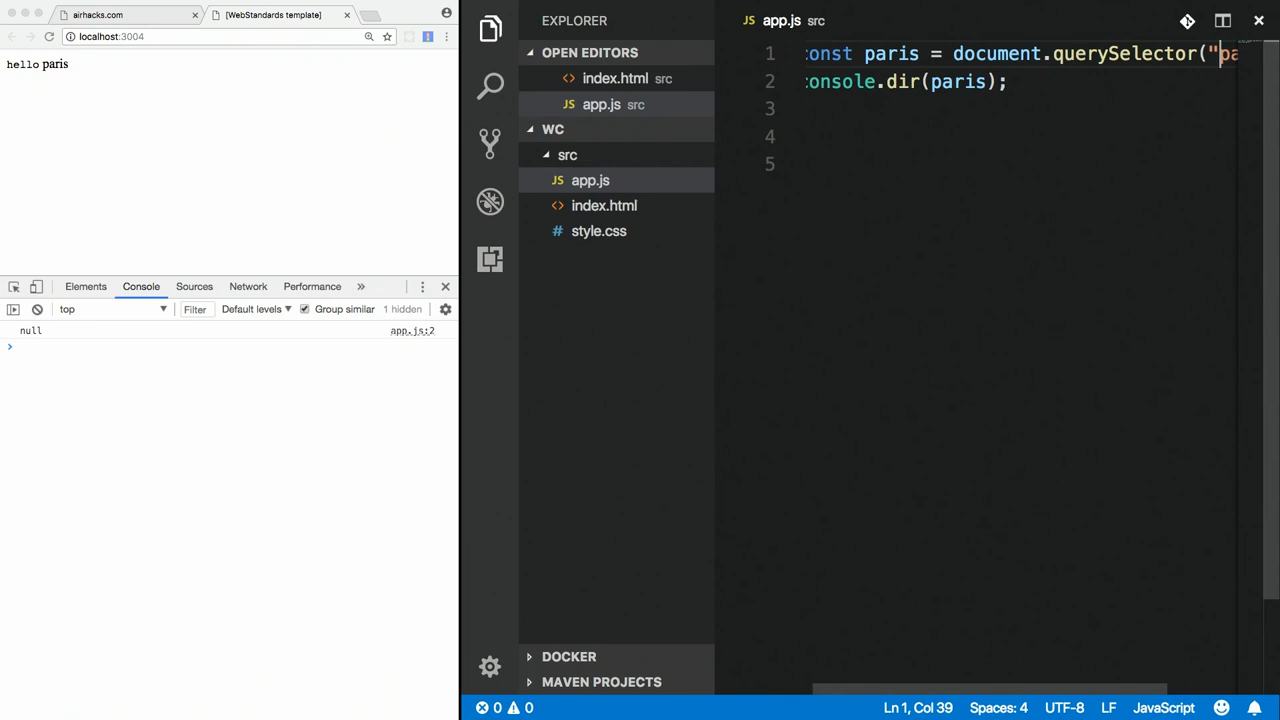 airhacks.com
[WebStandards template]
localhost:3004
hello paris
Elements
Console
Sources
Network
Performance
»
top
Filter
Default levels
Group similar
1 hidden
null
app.js:2
EXPLORER
OPEN EDITORS
<> index.html src
JS app.js src
WC
src
JS app.js
<> index.html
# style.css
DOCKER
MAVEN PROJECTS
JS app.js src
1 const paris = document.querySelector("pa
2 console.dir(paris);
3
4
5
0 0
Ln 1, Col 39
Spaces: 4
UTF-8
LF
JavaScript